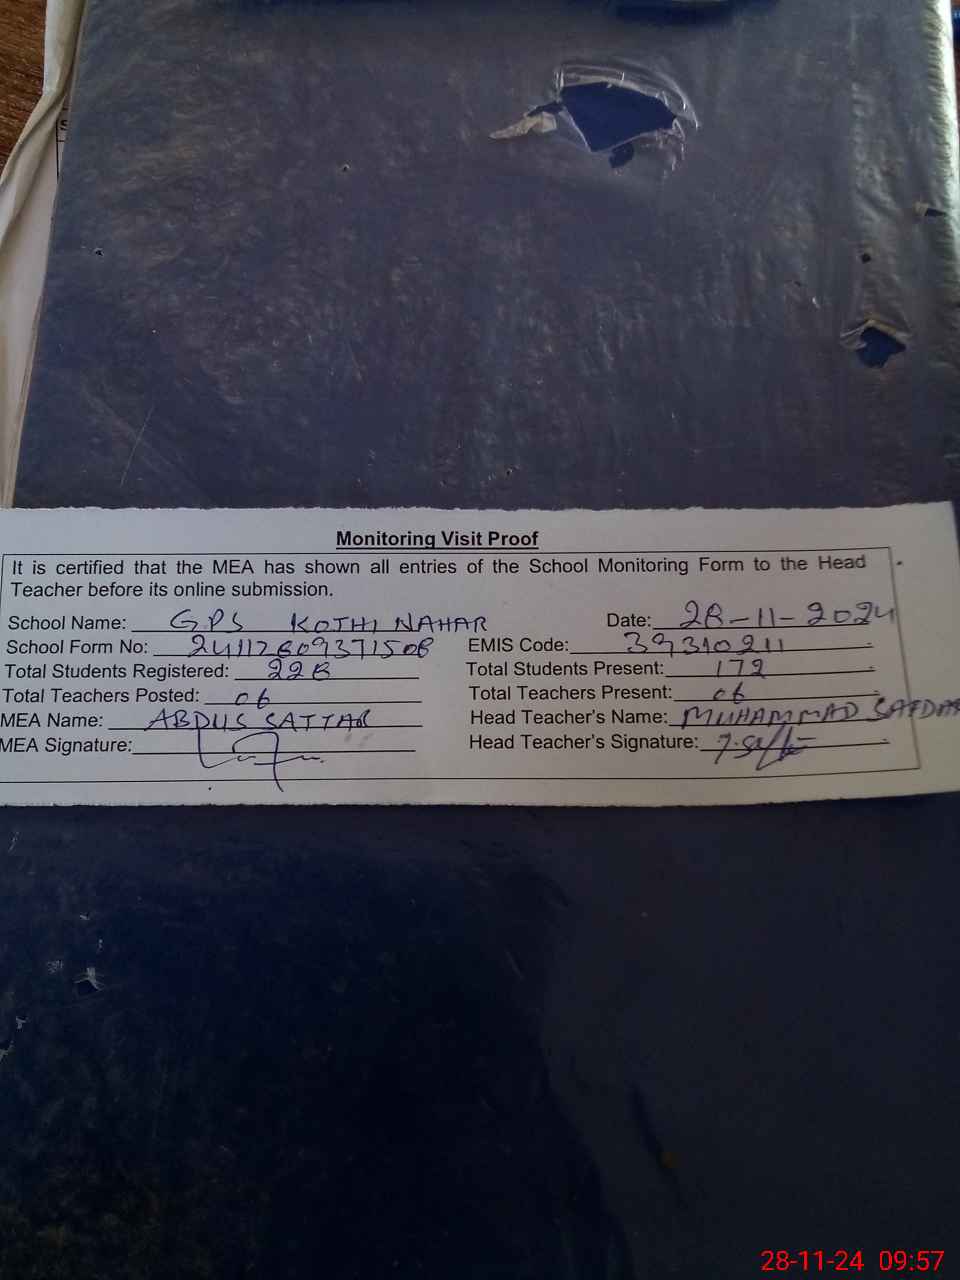 Monitoring Visit Proof
It is certified that the MEA has shown all entries of the School Monitoring Form to the Head
Teacher before its online submission.
School Name: GPS KOTHI NAHAR Date: 28-11-2024
School Form No: 24112809371508 EMIS Code: 39310211
Total Students Registered: 228 Total Students Present: 172
Total Teachers Posted: 06 Total Teachers Present: 06
MEA Name: ABDUS SATTAR Head Teacher's Name: MUHAMMAD SAFDAR
MEA Signature: Head Teacher's Signature:
28-11-24 09:57